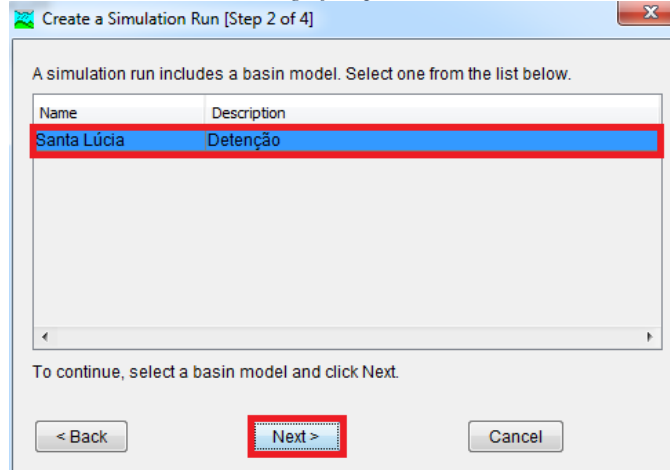 Create a Simulation Run [Step 2 of 4]
x
A simulation run includes a basin model. Select one from the list below.
Name Description
Santa Lúcia Detenção
To continue, select a basin model and click Next.
< Back Next > Cancel